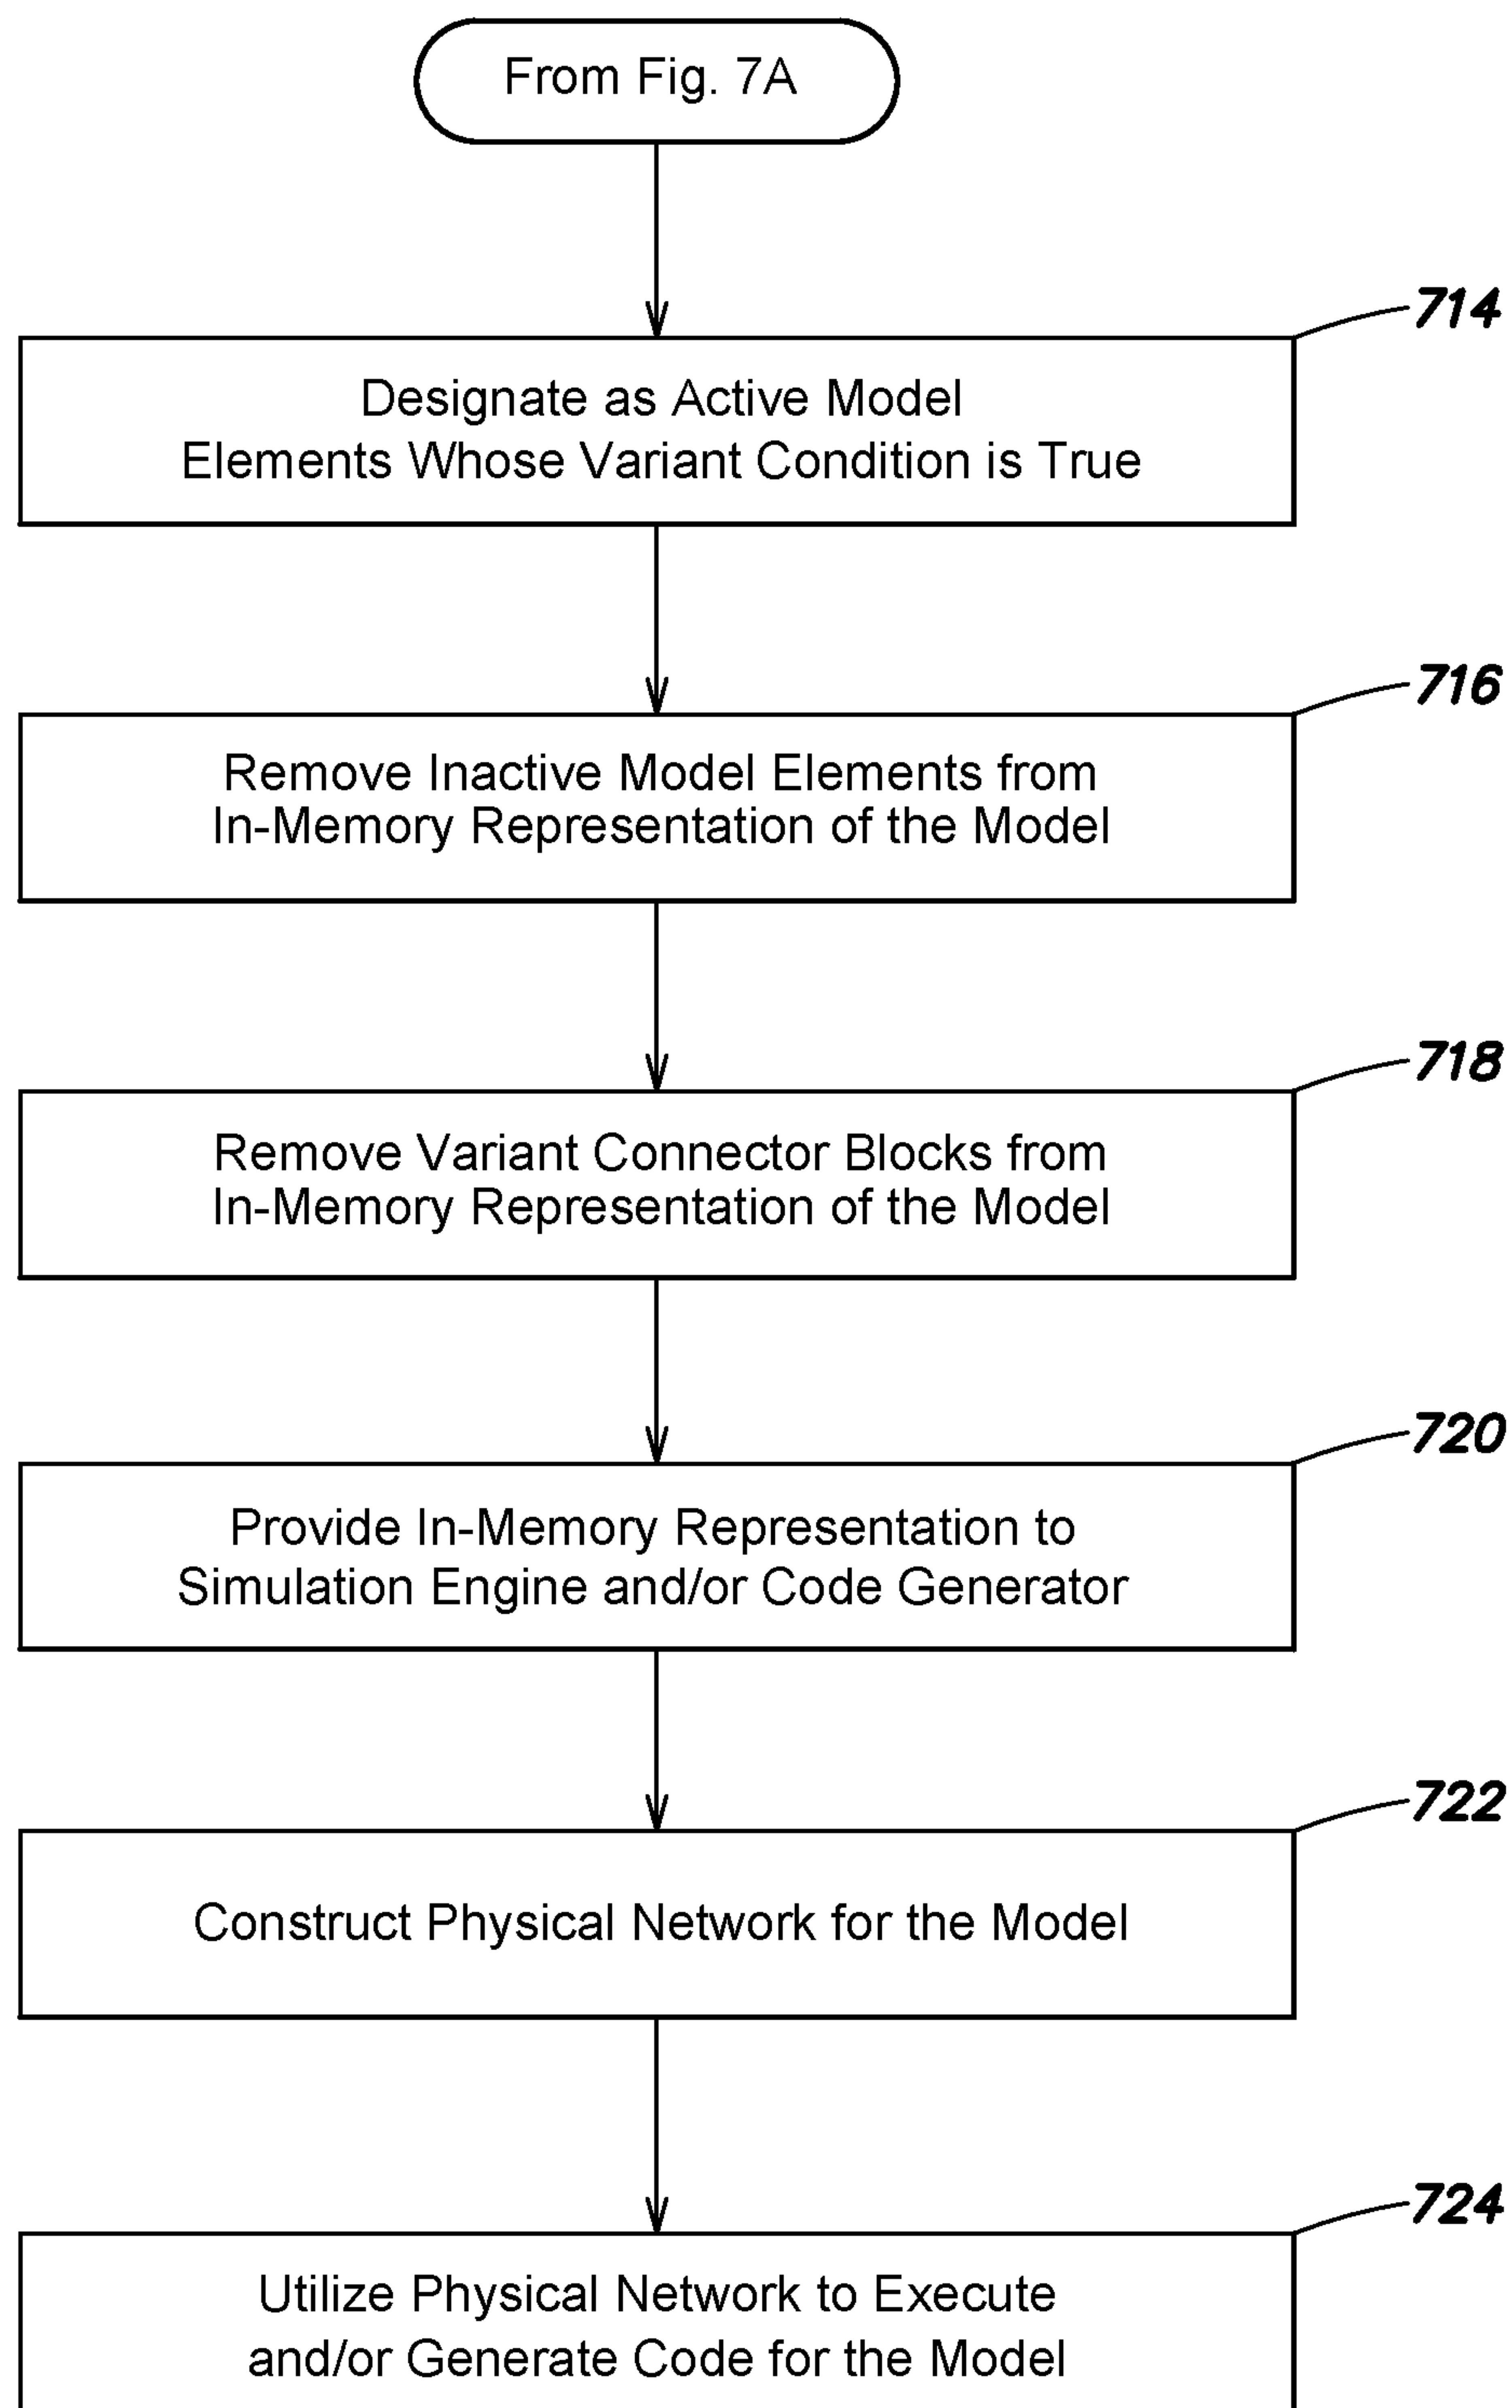 From Fig. 7A
714
Designate as Active Model
Elements Whose Variant Condition is True
716
Remove Inactive Model Elements from
In-Memory Representation of the Model
718
Remove Variant Connector Blocks from
In-Memory Representation of the Model
720
Provide In-Memory Representation to
Simulation Engine and/or Code Generator
722
Construct Physical Network for the Model
724
Utilize Physical Network to Execute
and/or Generate Code for the Model